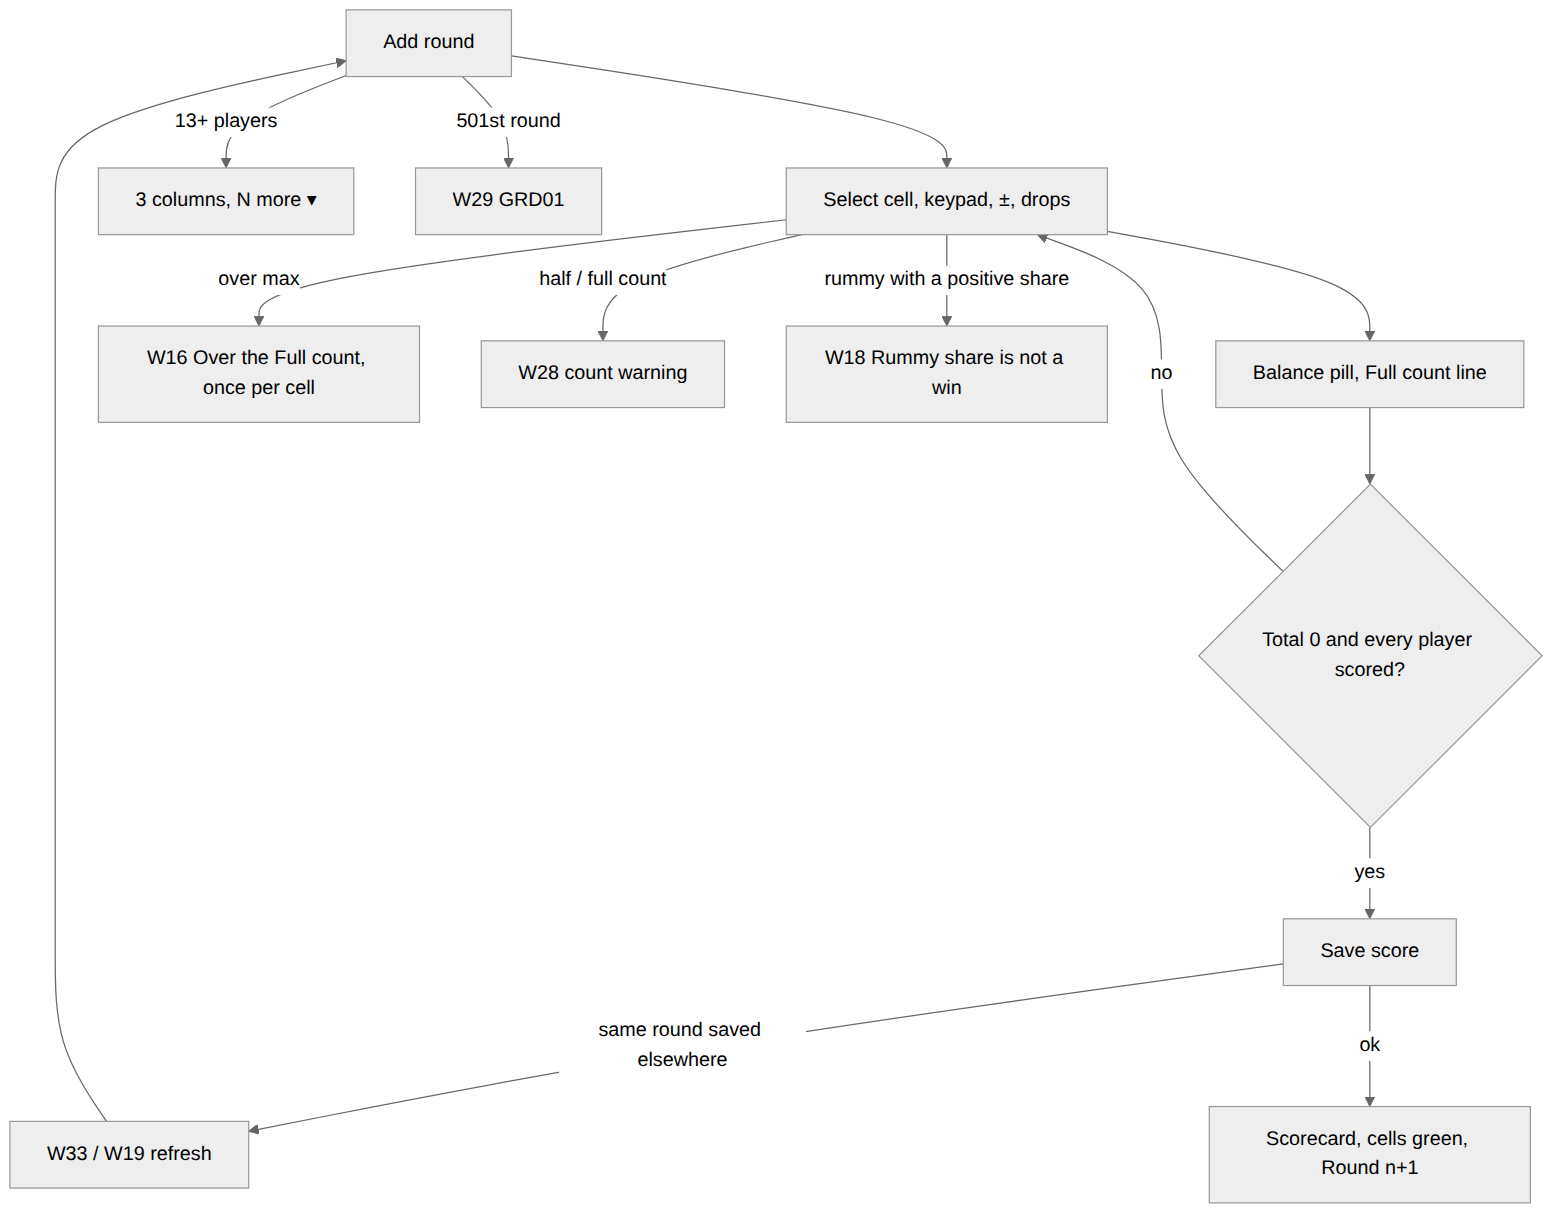 Add round
13+ players
501st round
3 columns, N more ▾
W29 GRD01
Select cell, keypad, ±, drops
over max
half / full count
rummy with a positive share
no
W16 Over the Full count,
once per cell
W28 count warning
W18 Rummy share is not a
win
Balance pill, Full count line
Total 0 and every player
scored?
yes
Save score
same round saved
elsewhere
ok
W33 / W19 refresh
Scorecard, cells green,
Round n+1